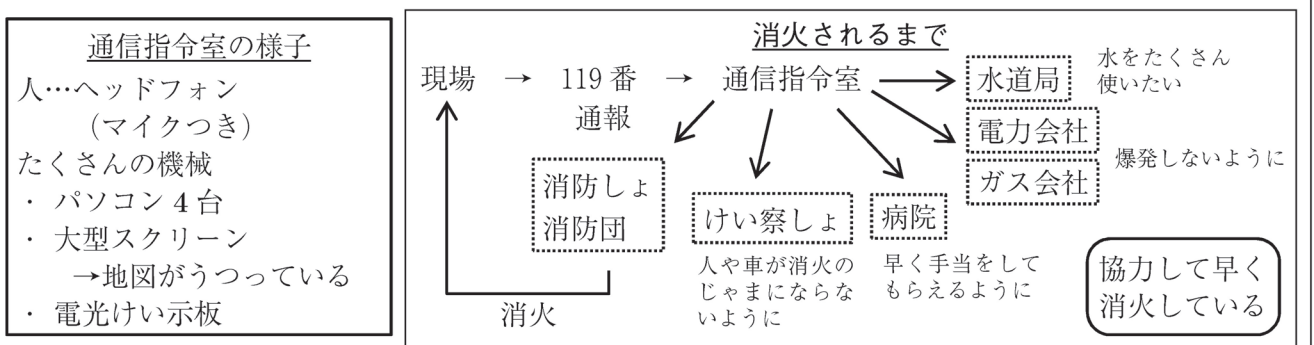 通信指令室の様子
人…ヘッドフォン
（マイクつき）
たくさんの機械
・ パソコン４台
・ 大型スクリーン
→地図がうつっている
・ 電光けい示板
消火されるまで
現場 → 119 番 → 通信指令室
通報
水道局
水をたくさん
使いたい
電力会社
ガス会社
爆発しないように
消防しょ
消防団
けい察しょ
人や車が消火の
じゃまにならな
いように
病院
早く手当をして
もらえるように
消火
協力して早く
消火している